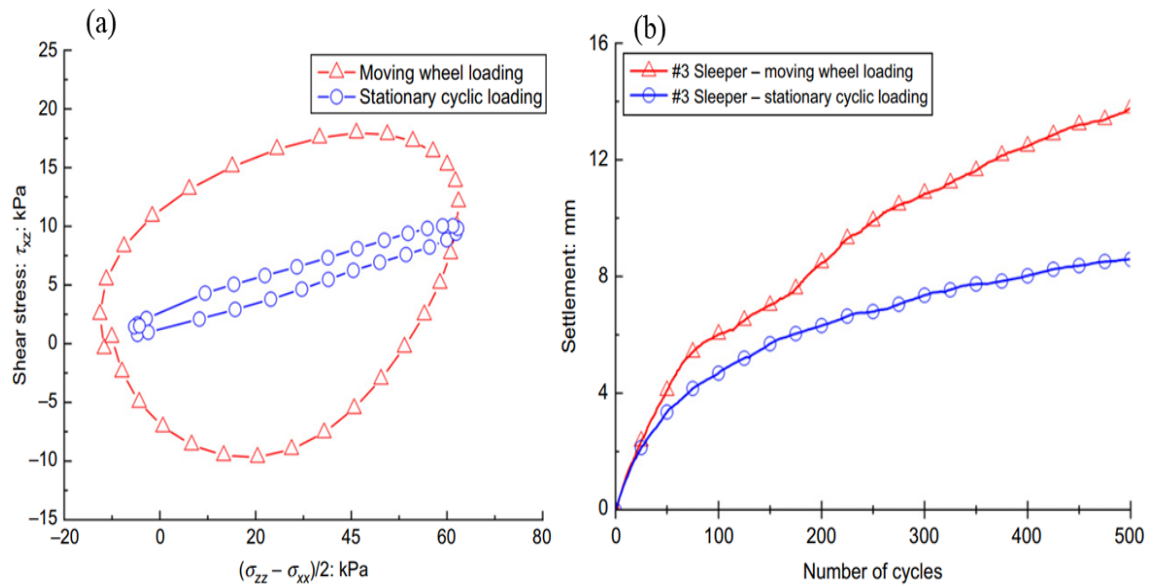 (a)
25
20
15
10
5
0
−5
−10
−15
−20
0
20
45
60
80
Shear stress: τxz: kPa
(σzz – σxx)/2: kPa
Moving wheel loading
Stationary cyclic loading
(b)
16
12
8
4
0
0
100
200
300
400
500
Settlement: mm
Number of cycles
#3 Sleeper – moving wheel loading
#3 Sleeper – stationary cyclic loading